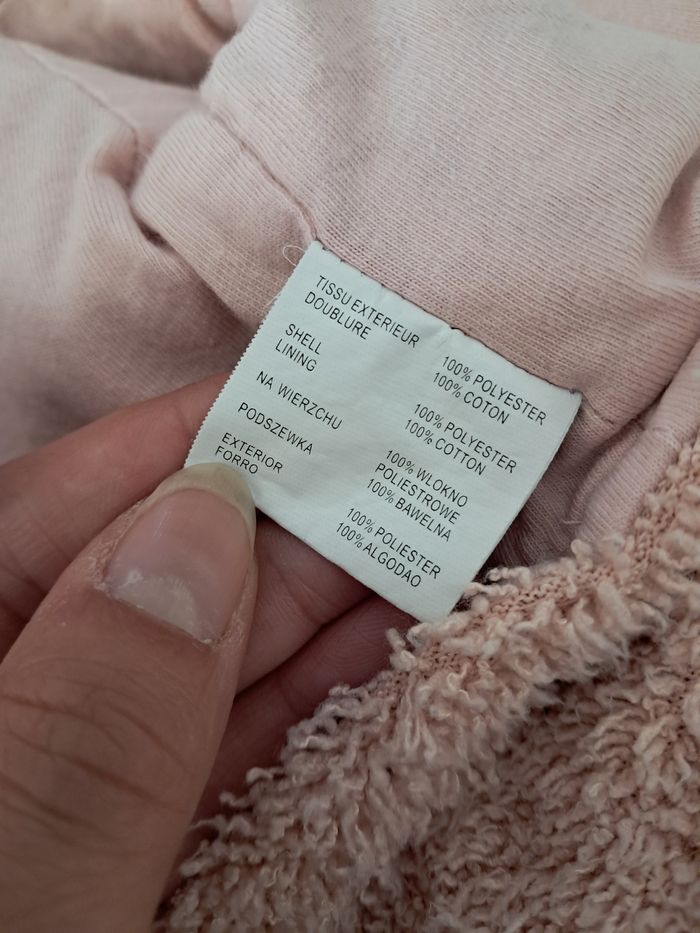 TISSU EXTERIEUR 100% POLYESTER
DOUBLURE 100% COTON
SHELL 100% POLYESTER
LINING 100% COTTON
NA WIERZCHU 100% WLOKNO
POLIESTROWE
PODSZEWKA 100% BAWELNA
EXTERIOR 100% POLIESTER
FORRO 100% ALGODAO